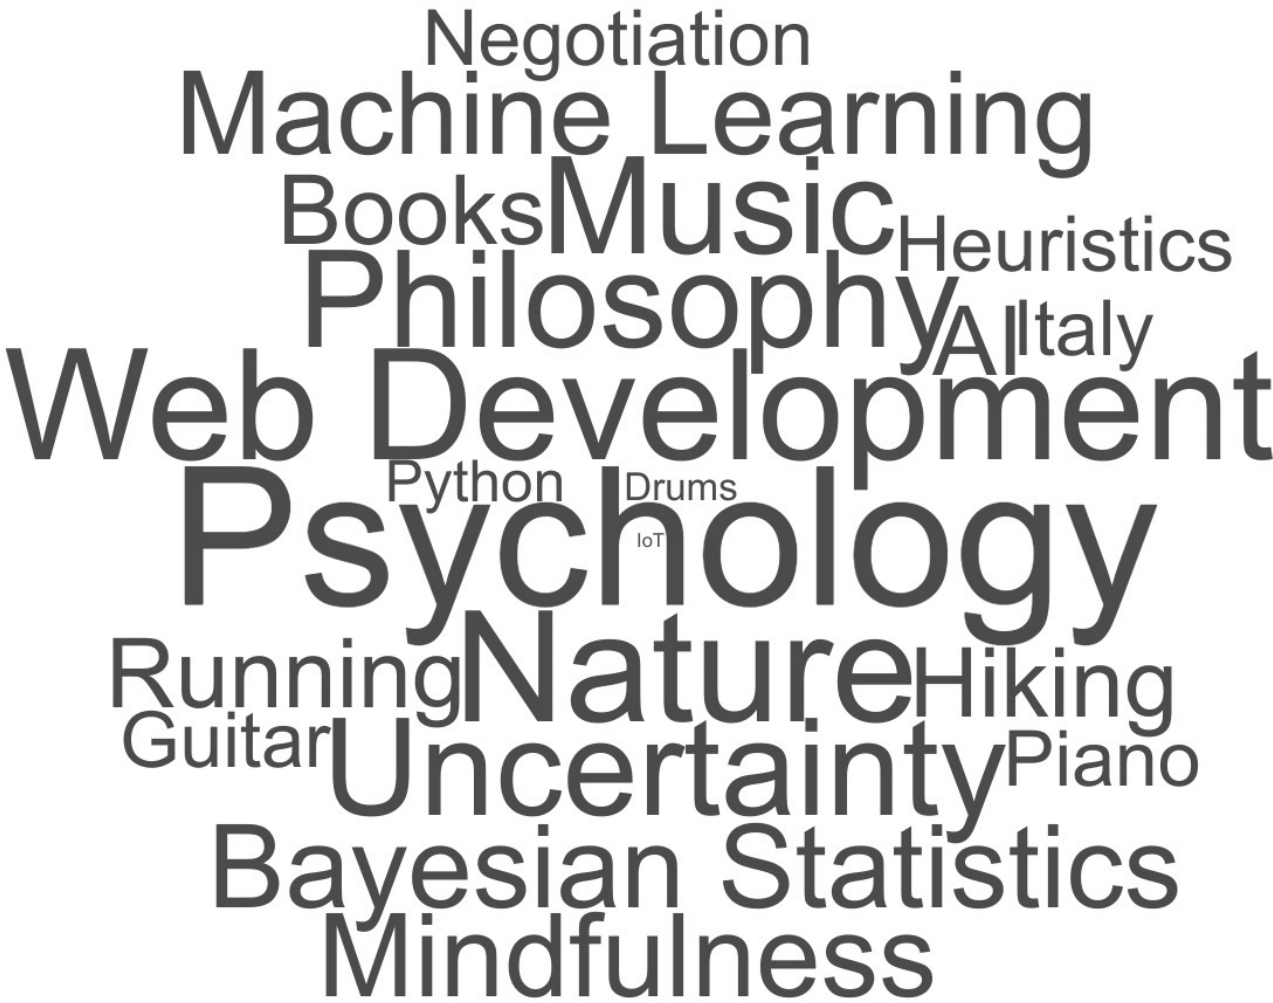 Negotiation
Machine Learning
Books Music Heuristics
Philosophy AI Italy
Web Development
Python Drums
Psychology
IoT
Running Nature Hiking
Guitar Uncertainty Piano
Bayesian Statistics
Mindfulness